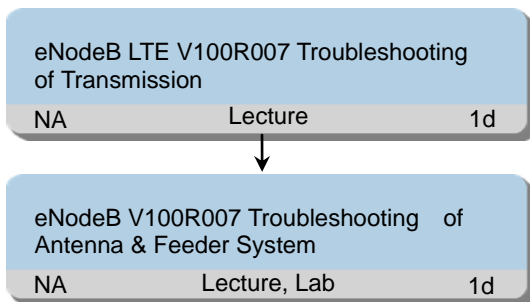 eNodeB LTE V100R007 Troubleshooting
of Transmission
NA Lecture 1d
eNodeB V100R007 Troubleshooting of
Antenna & Feeder System
NA Lecture, Lab 1d